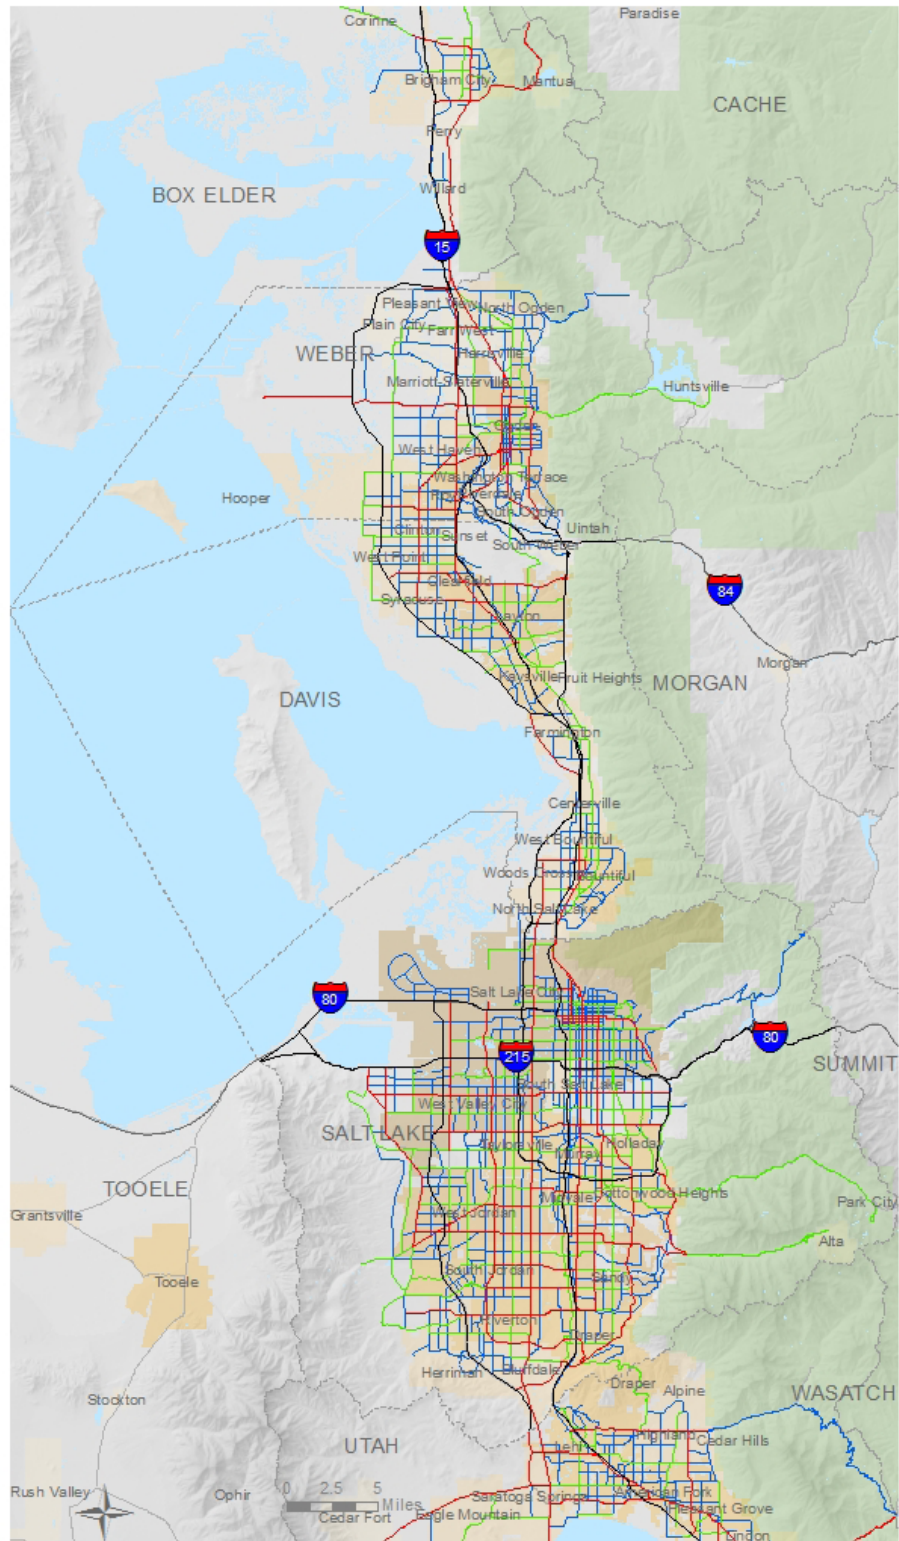 Paradise
Corinne
Brigham City
Mantua
CACHE
Perry
Willard
BOX ELDER
15
Pleasant View
North Ogden
Plain City
Farr West
WEBER
Harrisville
Marriott-Slaterville
Huntsville
Ogden
West Haven
Washington Terrace
Roy
Riverdale
Hooper
South Ogden
Uintah
Clinton
Sunset
South Weber
West Point
Clearfield
84
Syracuse
Layton
Morgan
Kaysville
Fruit Heights
MORGAN
DAVIS
Farmington
Centerville
West Bountiful
Woods Cross
Bountiful
North Salt Lake
Salt Lake City
80
80
215
SUMMIT
South Salt Lake
West Valley City
SALT LAKE
Taylorsville
Holladay
Murray
TOOELE
Midvale
Cottonwood Heights
Park City
Grantsville
West Jordan
Alta
South Jordan
Sandy
Tooele
Riverton
Draper
Herriman
Bluffdale
Draper
Alpine
WASATCH
Stockton
Highland
Cedar Hills
UTAH
Lehi
Rush Valley
Ophir
0 2.5 5
Miles
Saratoga Springs
American Fork
Cedar Fort
Eagle Mountain
Pleasant Grove
Lindon